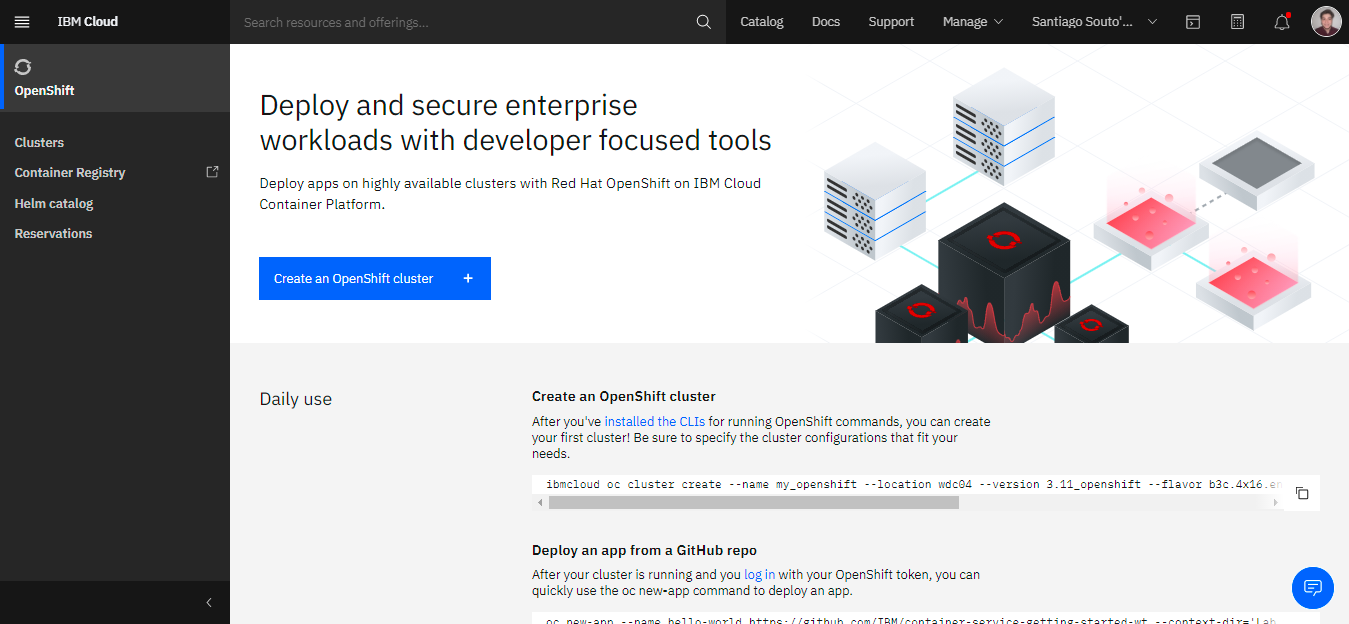 IBM Cloud
Search resources and offerings...
Catalog
Docs
Support
Manage
Santiago Souto'...
OpenShift
Clusters
Container Registry
Helm catalog
Reservations
Deploy and secure enterprise
workloads with developer focused tools
Deploy apps on highly available clusters with Red Hat OpenShift on IBM Cloud
Container Platform.
Create an OpenShift cluster +
Daily use
Create an OpenShift cluster
After you've installed the CLIs for running OpenShift commands, you can create
your first cluster! Be sure to specify the cluster configurations that fit your
needs.
ibmcloud oc cluster create --name my_openshift --location wdc04 --version 3.11_openshift --flavor b3c.4x16.en
Deploy an app from a GitHub repo
After your cluster is running and you log in with your OpenShift token, you can
quickly use the oc new-app command to deploy an app.
oc new-app --name hello-world https://github.com/IBM/container-service-getting-started-wt --context-dir='Lab